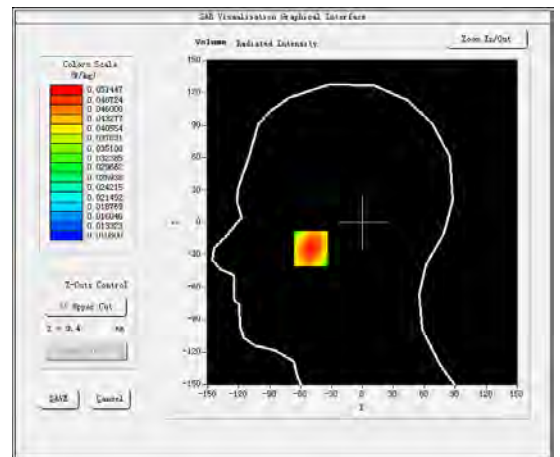 SAR Visualisation Graphical Interface
Volume Radiated Intensity
Zoom In/Out
Colors Scale
(W/kg)
0.051447
0.048724
0.046000
0.043277
0.040554
0.037831
0.035108
0.032385
0.029662
0.026938
0.024215
0.021492
0.018769
0.016046
0.013323
0.010600
Z-Cuts Control
Upper Cut
Z = 0.4 mm
SAVE
Cancel
150
120
90
60
30
0
-30
-60
-90
-120
-150
-150 -120 -90 -60 -30 0 30 60 90 120 150